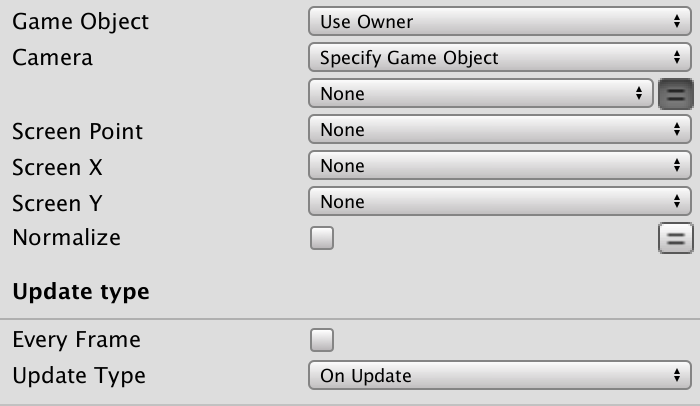 Game Object Use Owner
Camera Specify Game Object
None
Screen Point None
Screen X None
Screen Y None
Normalize
Update type
Every Frame
Update Type On Update